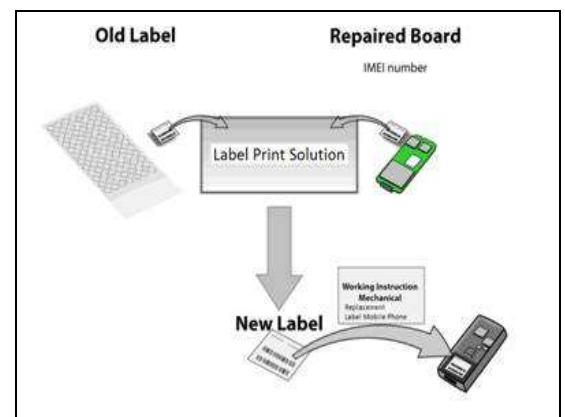 Old Label
Repaired Board
IMEI number
Label Print Solution
Working Instruction
Mechanical
Replacement
Label Mobile Phone
New Label